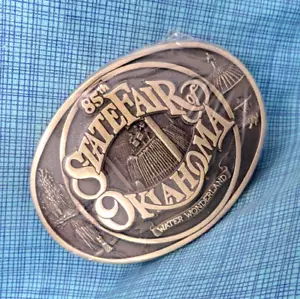 85th
STATE FAIR OF
OKLAHOMA
WATER WONDERLAND